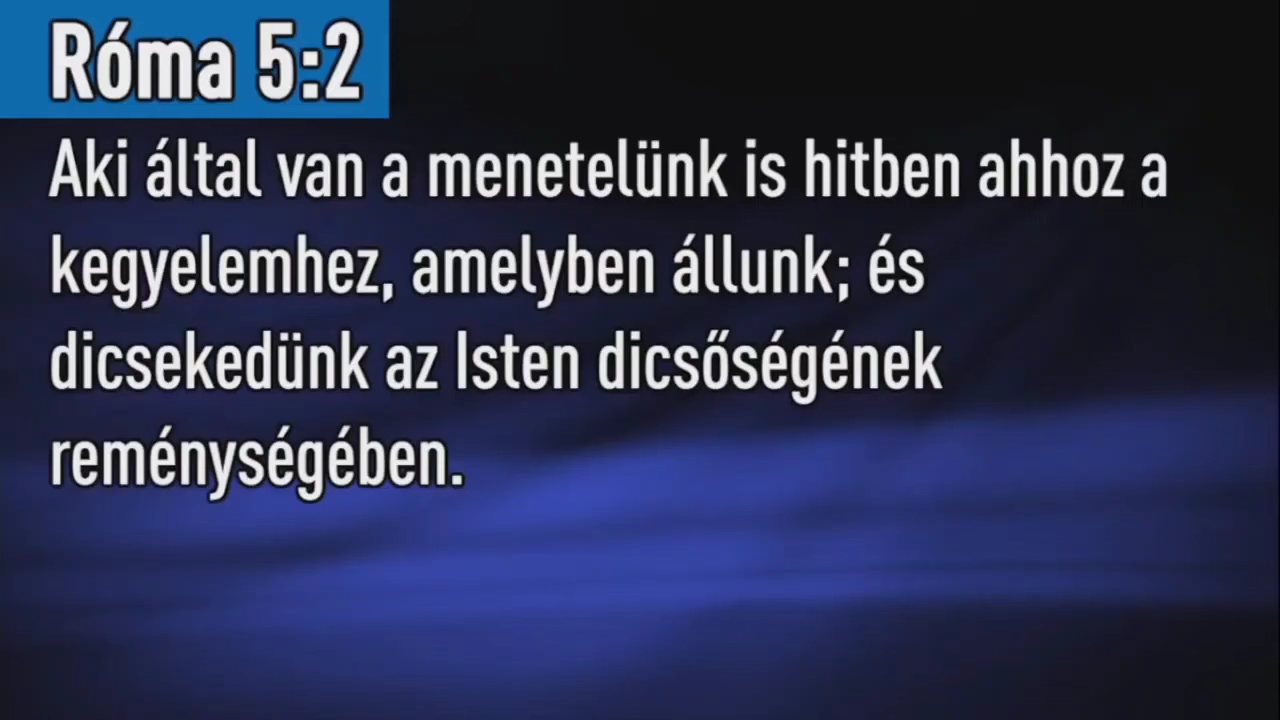 Róma 5:2
Aki által van a menetelünk is hitben ahhoz a
kegyelemhez, amelyben állunk; és
dicsekedünk az Isten dicsőségének
reménységében.